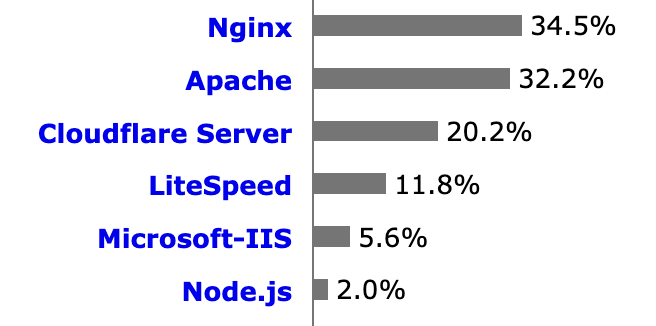 Nginx 34.5%
Apache 32.2%
Cloudflare Server 20.2%
LiteSpeed 11.8%
Microsoft-IIS 5.6%
Node.js 2.0%